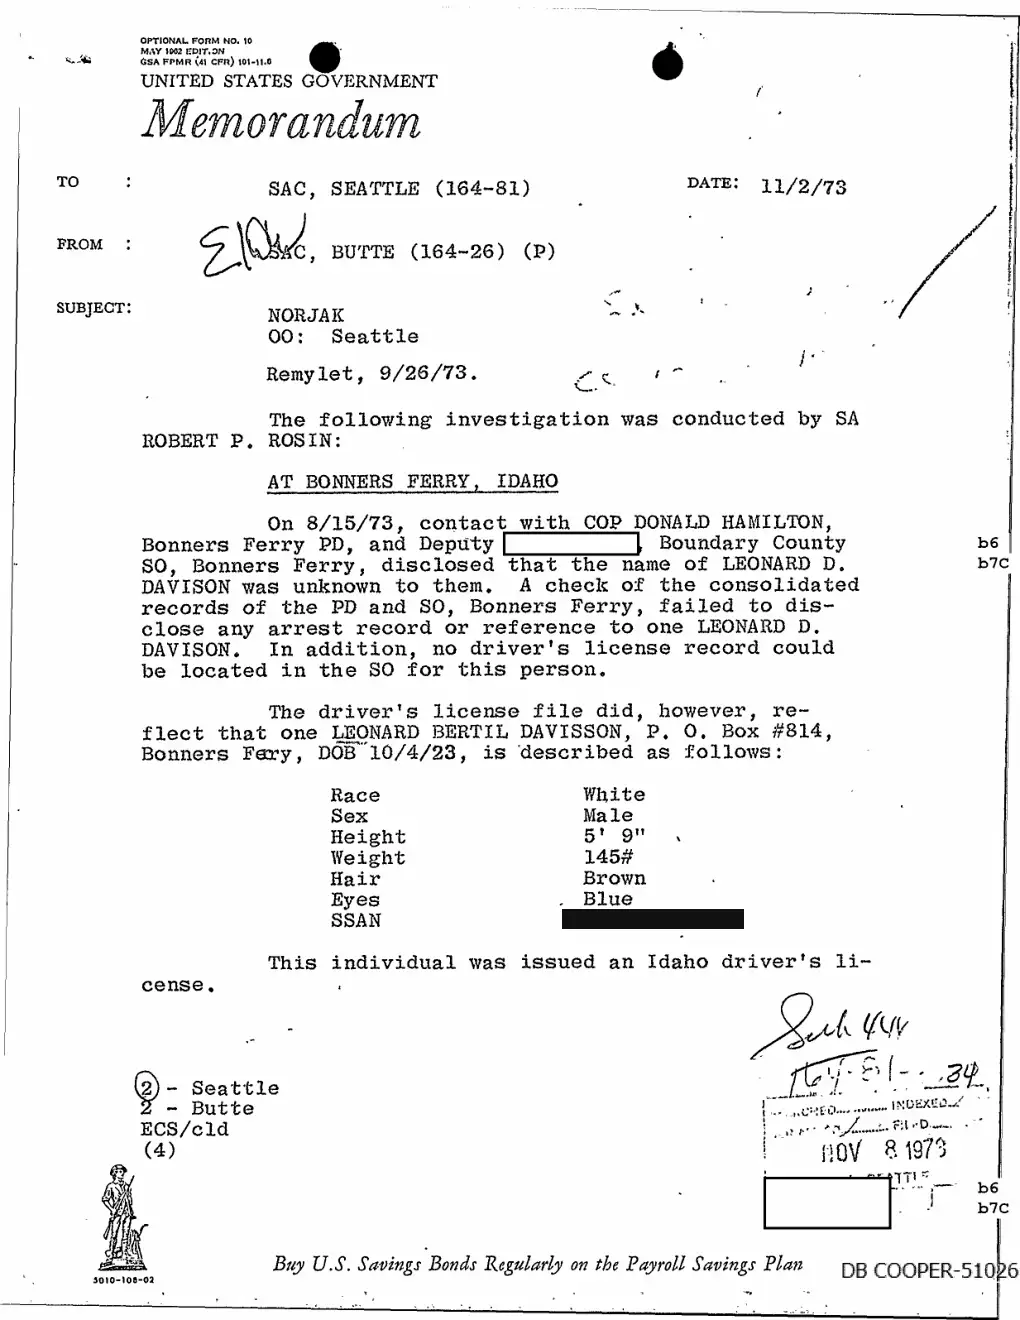 OPTIONAL FORM NO. 10
MAY 1962 EDITION
GSA FPMR (41 CFR) 101-11.6
UNITED STATES GOVERNMENT
Memorandum
TO : SAC, SEATTLE (164-81) DATE: 11/2/73
FROM : SAC, BUTTE (164-26) (P)
SUBJECT: NORJAK
OO: Seattle
Remylet, 9/26/73.
The following investigation was conducted by SA
ROBERT P. ROSIN:
AT BONNERS FERRY, IDAHO
On 8/15/73, contact with COP DONALD HAMILTON,
Bonners Ferry PD, and Deputy , Boundary County
b6
SO, Bonners Ferry, disclosed that the name of LEONARD D.
b7C
DAVISON was unknown to them. A check of the consolidated
records of the PD and SO, Bonners Ferry, failed to dis-
close any arrest record or reference to one LEONARD D.
DAVISON. In addition, no driver's license record could
be located in the SO for this person.
The driver's license file did, however, re-
flect that one LEONARD BERTIL DAVISSON, P. O. Box #814,
Bonners Ferry, DOB 10/4/23, is described as follows:
Race White
Sex Male
Height 5' 9"
Weight 145#
Hair Brown
Eyes Blue
SSAN
This individual was issued an Idaho driver's li-
cense.
2 - Seattle
2 - Butte
ECS/cld
(4)
164-81-
INDEXED
FILED
NOV 8 1973
SEATTLE
b6
b7C
5010-108-02
Buy U.S. Savings Bonds Regularly on the Payroll Savings Plan
DB COOPER-51026